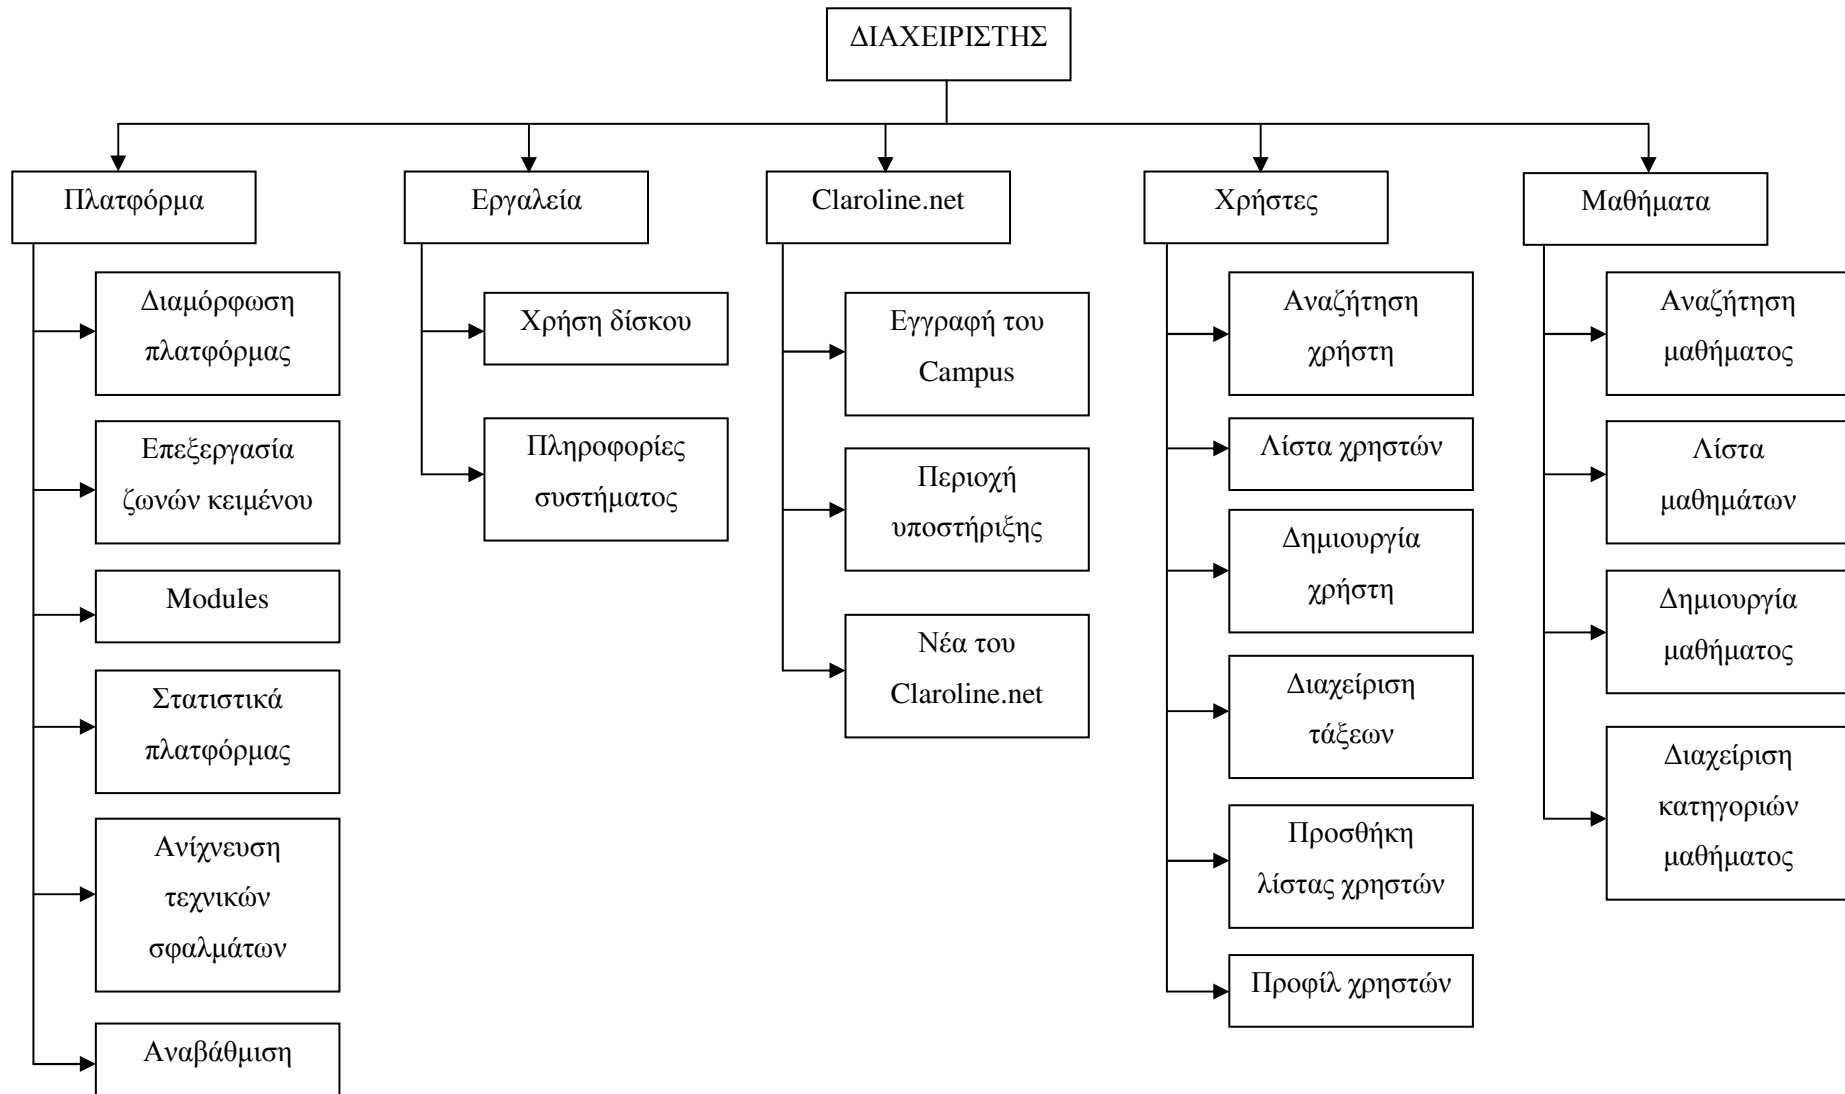 ΔΙΑΧΕΙΡΙΣΤΗΣ
Πλατφόρμα
Διαμόρφωση
πλατφόρμας
Επεξεργασία
ζωνών κειμένου
Modules
Στατιστικά
πλατφόρμας
Ανίχνευση
τεχνικών
σφαλμάτων
Αναβάθμιση
Εργαλεία
Χρήση δίσκου
Πληροφορίες
συστήματος
Claroline.net
Εγγραφή του
Campus
Περιοχή
υποστήριξης
Νέα του
Claroline.net
Χρήστες
Αναζήτηση
χρήστη
Λίστα χρηστών
Δημιουργία
χρήστη
Διαχείριση
τάξεων
Προσθήκη
λίστας χρηστών
Προφίλ χρηστών
Μαθήματα
Αναζήτηση
μαθήματος
Λίστα
μαθημάτων
Δημιουργία
μαθήματος
Διαχείριση
κατηγοριών
μαθήματος